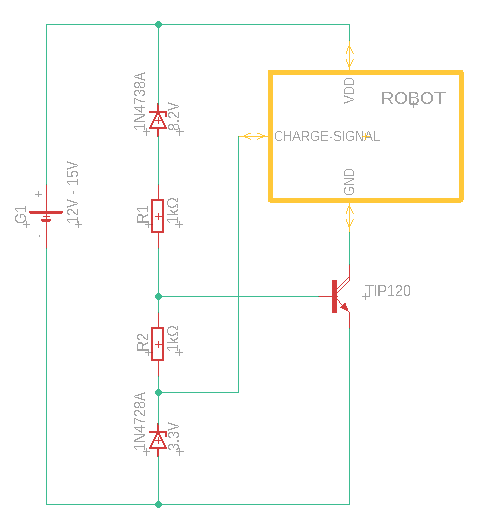 G1
12V - 15V
1N4738A
8.2V
R1
1kΩ
R2
1kΩ
1N4728A
3.3V
VDD
ROBOT
CHARGE-SIGNAL
GND
TIP120